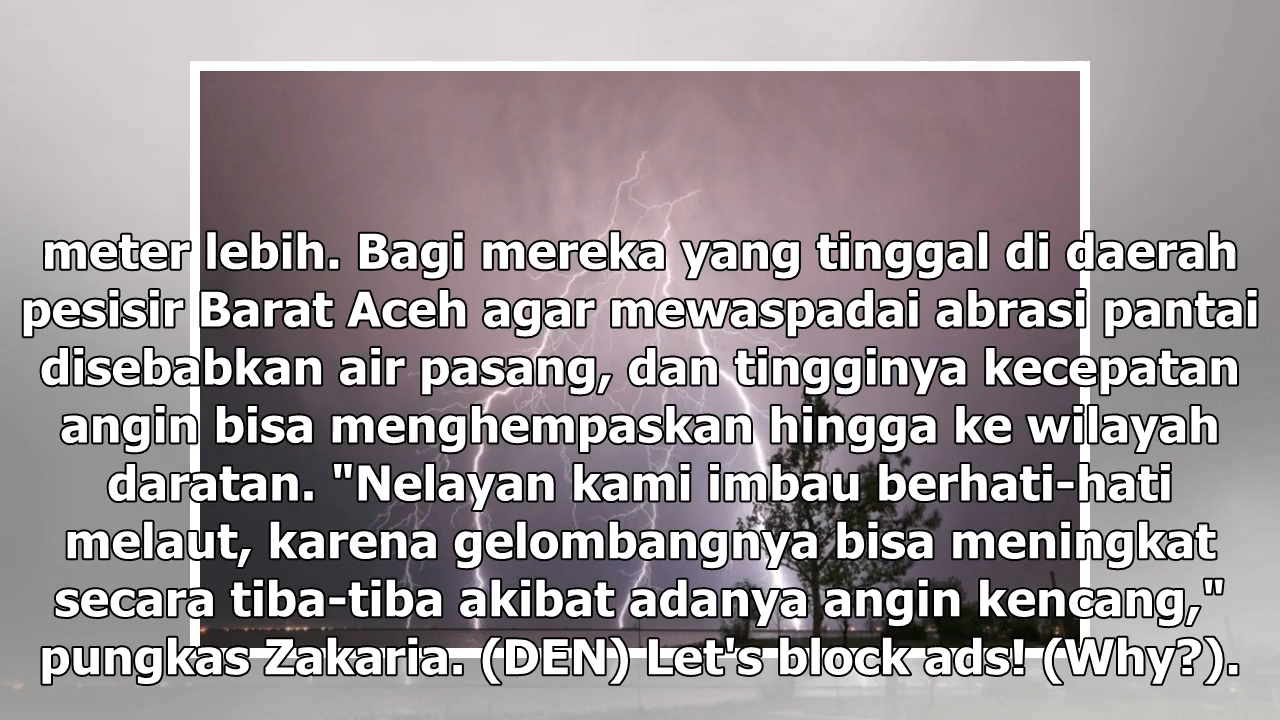 meter lebih. Bagi mereka yang tinggal di daerah
pesisir Barat Aceh agar mewaspadai abrasi pantai
disebabkan air pasang, dan tingginya kecepatan
angin bisa menghempaskan hingga ke wilayah
daratan. "Nelayan kami imbau berhati-hati
melaut, karena gelombangnya bisa meningkat
secara tiba-tiba akibat adanya angin kencang,"
pungkas Zakaria. (DEN) Let's block ads! (Why?).